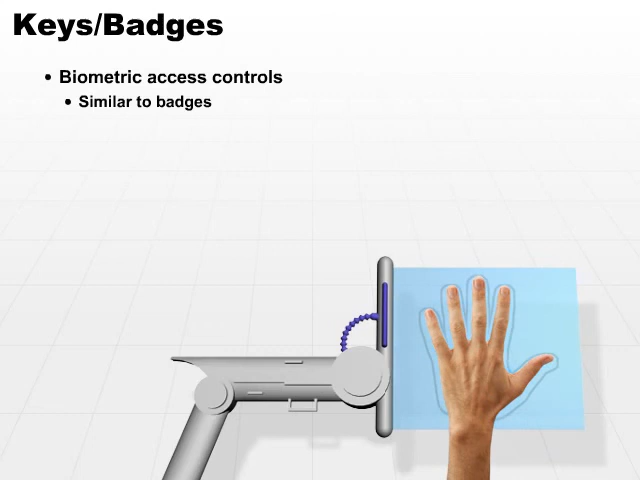 Keys/Badges
• Biometric access controls
• Similar to badges